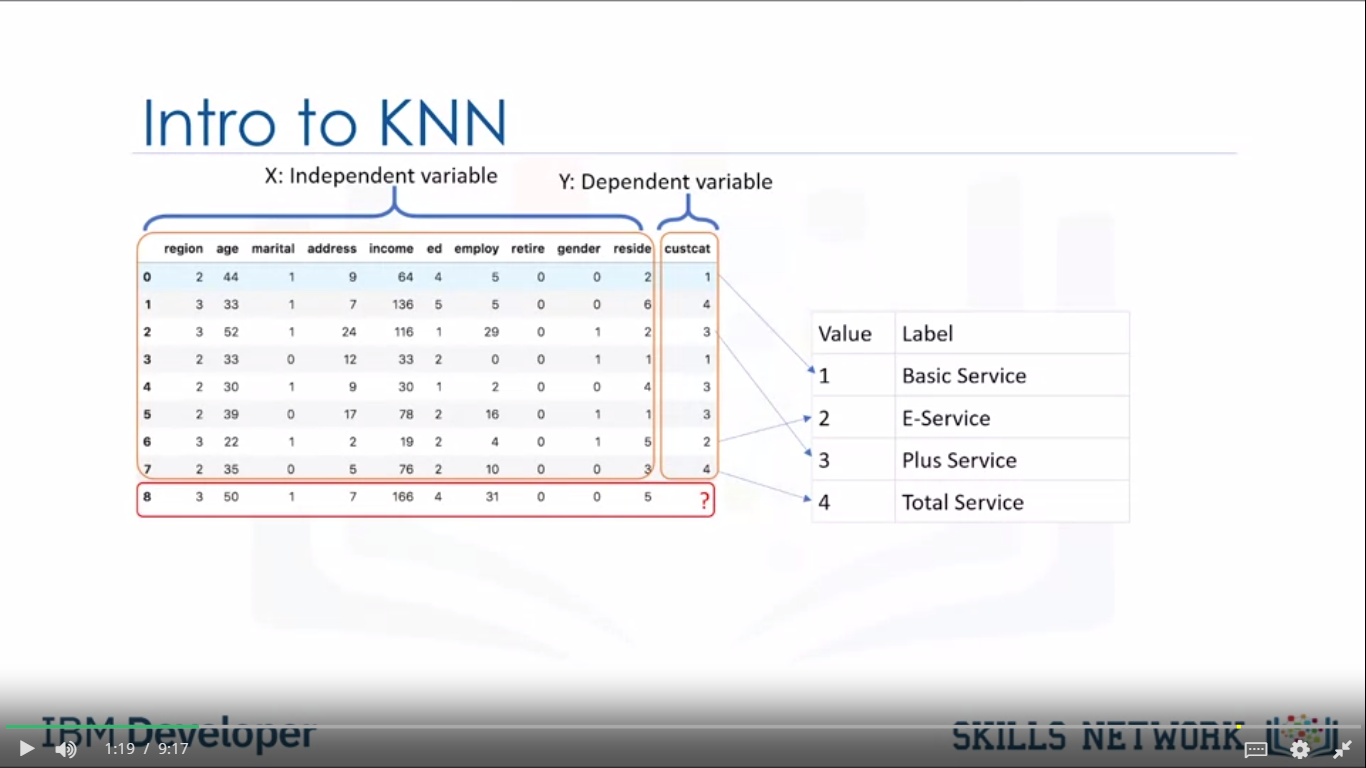 Intro to KNN
X: Independent variable
Y: Dependent variable
region age marital address income ed employ retire gender reside custcat
0 2 44 1 9 64 4 5 0 0 2 1
1 3 33 1 7 136 5 5 0 0 6 4
2 3 52 1 24 116 1 29 0 1 2 3
3 2 33 0 12 33 2 0 0 1 1 1
4 2 30 1 9 30 1 2 0 0 4 3
5 2 39 0 17 78 2 16 0 1 1 3
6 3 22 1 2 19 2 4 0 1 5 2
7 2 35 0 5 76 2 10 0 0 3 4
8 3 50 1 7 166 4 31 0 0 5 ?
Value Label
1 Basic Service
2 E-Service
3 Plus Service
4 Total Service
IBM Developer
SKILLS NETWORK
1:19 / 9:17